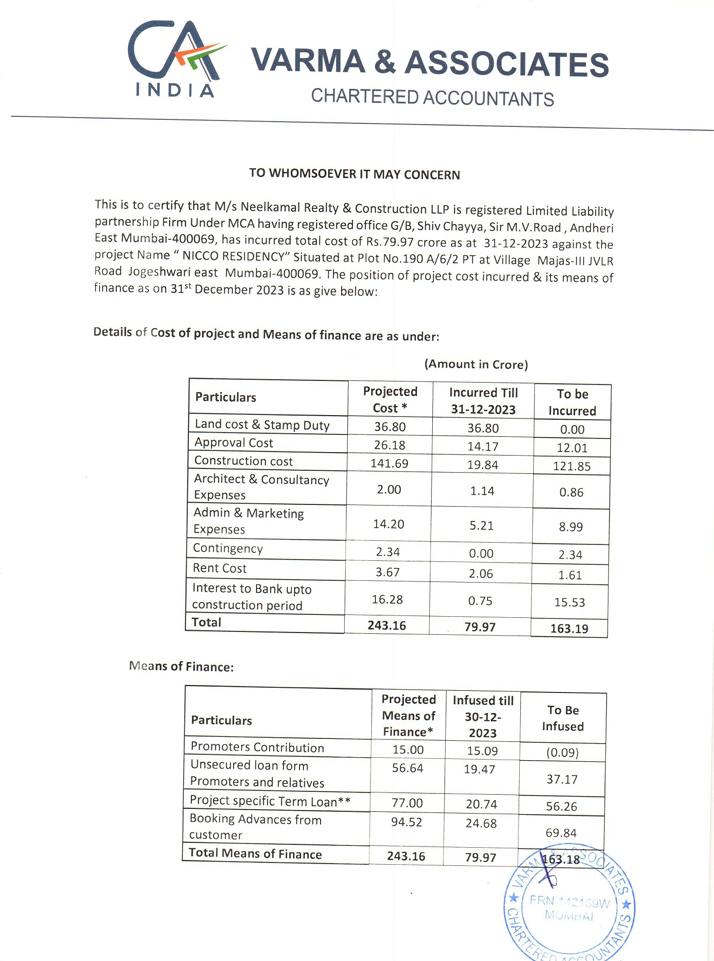 CA
INDIA
VARMA & ASSOCIATES
CHARTERED ACCOUNTANTS
TO WHOMSOEVER IT MAY CONCERN
This is to certify that M/s Neelkamal Realty & Construction LLP is registered Limited Liability
partnership Firm Under MCA having registered office G/B, Shiv Chayya, Sir M.V.Road , Andheri
East Mumbai-400069, has incurred total cost of Rs.79.97 crore as at 31-12-2023 against the
project Name “ NICCO RESIDENCY” Situated at Plot No.190 A/6/2 PT at Village Majas-III JVLR
Road Jogeshwari east Mumbai-400069. The position of project cost incurred & its means of
finance as on 31st December 2023 is as give below:
Details of Cost of project and Means of finance are as under:
(Amount in Crore)
Particulars Projected Cost * Incurred Till 31-12-2023 To be Incurred
Land cost & Stamp Duty 36.80 36.80 0.00
Approval Cost 26.18 14.17 12.01
Construction cost 141.69 19.84 121.85
Architect & Consultancy Expenses 2.00 1.14 0.86
Admin & Marketing Expenses 14.20 5.21 8.99
Contingency 2.34 0.00 2.34
Rent Cost 3.67 2.06 1.61
Interest to Bank upto construction period 16.28 0.75 15.53
Total 243.16 79.97 163.19
Means of Finance:
Particulars Projected Means of Finance* Infused till 30-12-2023 To Be Infused
Promoters Contribution 15.00 15.09 (0.09)
Unsecured loan form Promoters and relatives 56.64 19.47 37.17
Project specific Term Loan** 77.00 20.74 56.26
Booking Advances from customer 94.52 24.68 69.84
Total Means of Finance 243.16 79.97 163.18
VARMA & ASSOCIATES
FRN 142159W
MUMBAI
CHARTERED ACCOUNTANTS